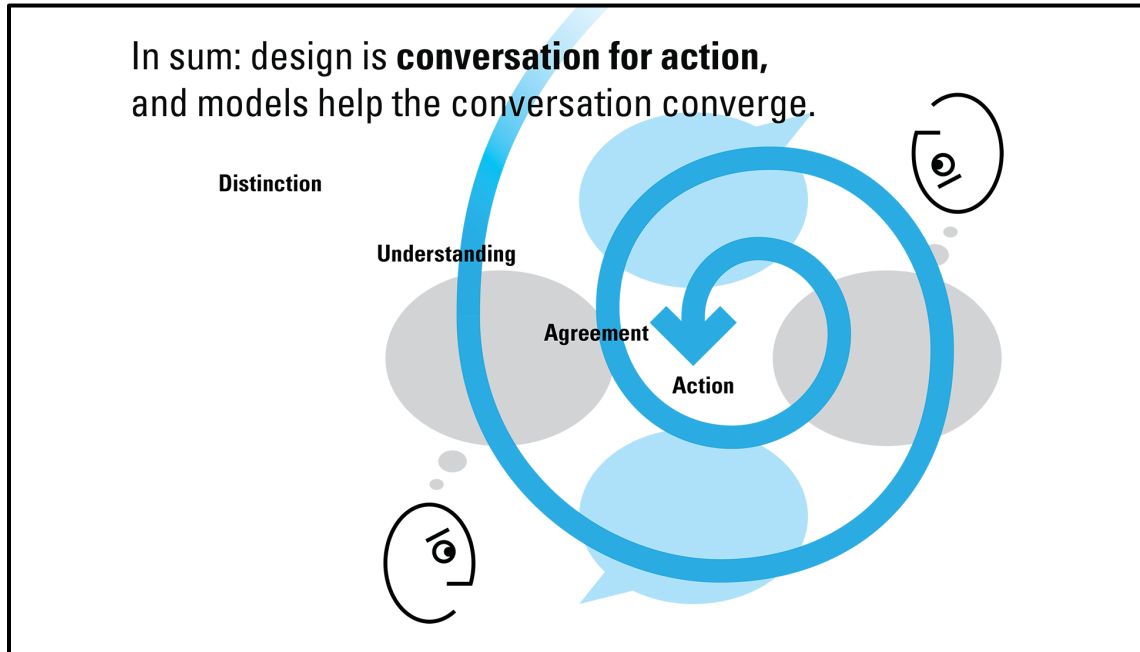 In sum: design is conversation for action,
and models help the conversation converge.
Distinction
Understanding
Agreement
Action